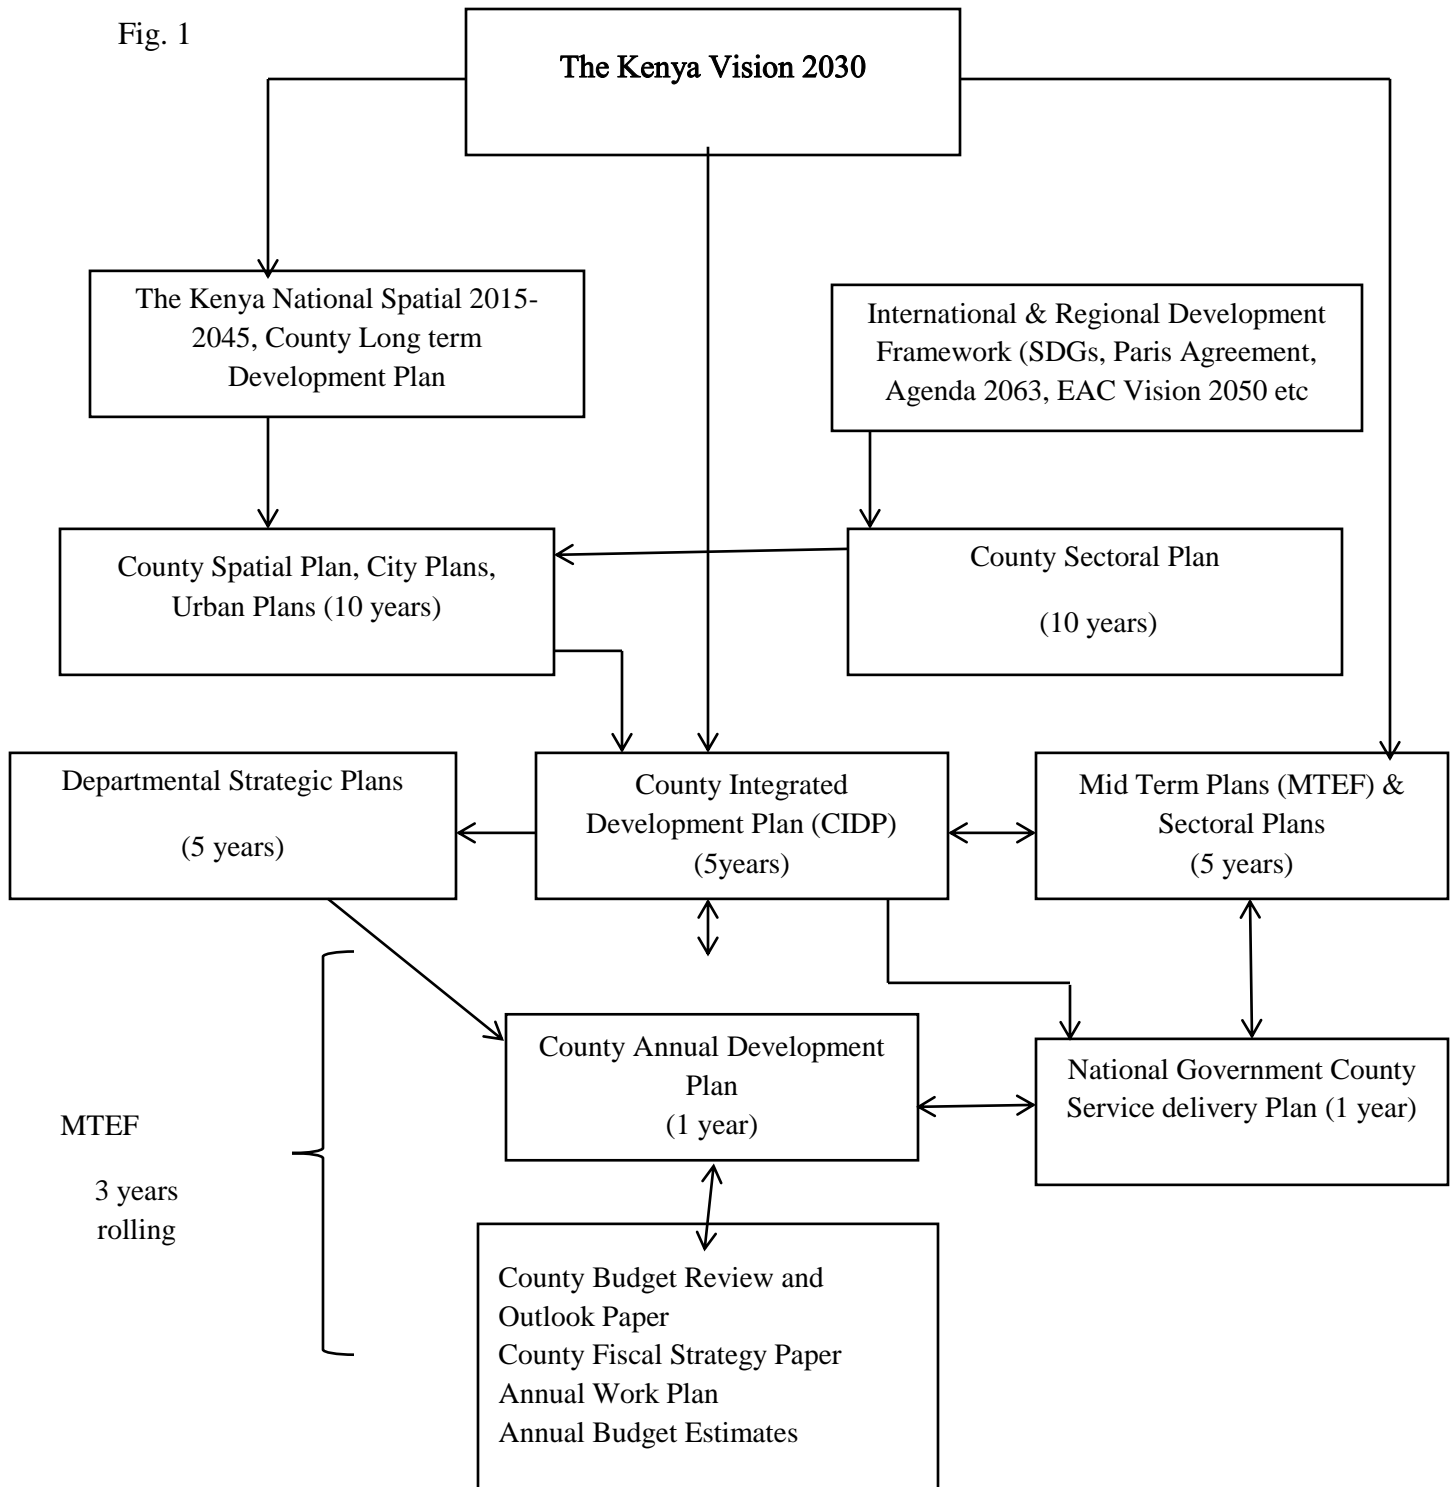 Fig. 1
The Kenya Vision 2030
The Kenya National Spatial 2015-
2045, County Long term
Development Plan
International & Regional Development
Framework (SDGs, Paris Agreement,
Agenda 2063, EAC Vision 2050 etc
County Spatial Plan, City Plans,
Urban Plans (10 years)
County Sectoral Plan
(10 years)
Departmental Strategic Plans
(5 years)
County Integrated
Development Plan (CIDP)
(5years)
Mid Term Plans (MTEF) &
Sectoral Plans
(5 years)
County Annual Development
Plan
(1 year)
National Government County
Service delivery Plan (1 year)
MTEF
3 years
rolling
County Budget Review and
Outlook Paper
County Fiscal Strategy Paper
Annual Work Plan
Annual Budget Estimates